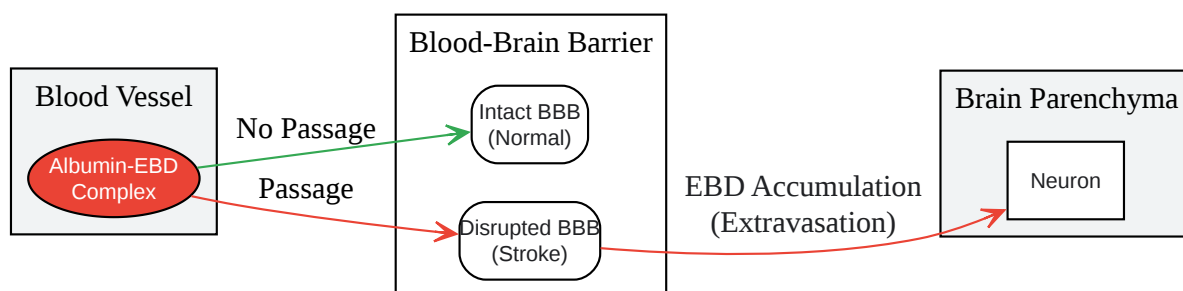 Blood Vessel
Albumin-EBD
Complex
No Passage
Passage
Blood-Brain Barrier
Intact BBB
(Normal)
Disrupted BBB
(Stroke)
EBD Accumulation
(Extravasation)
Brain Parenchyma
Neuron